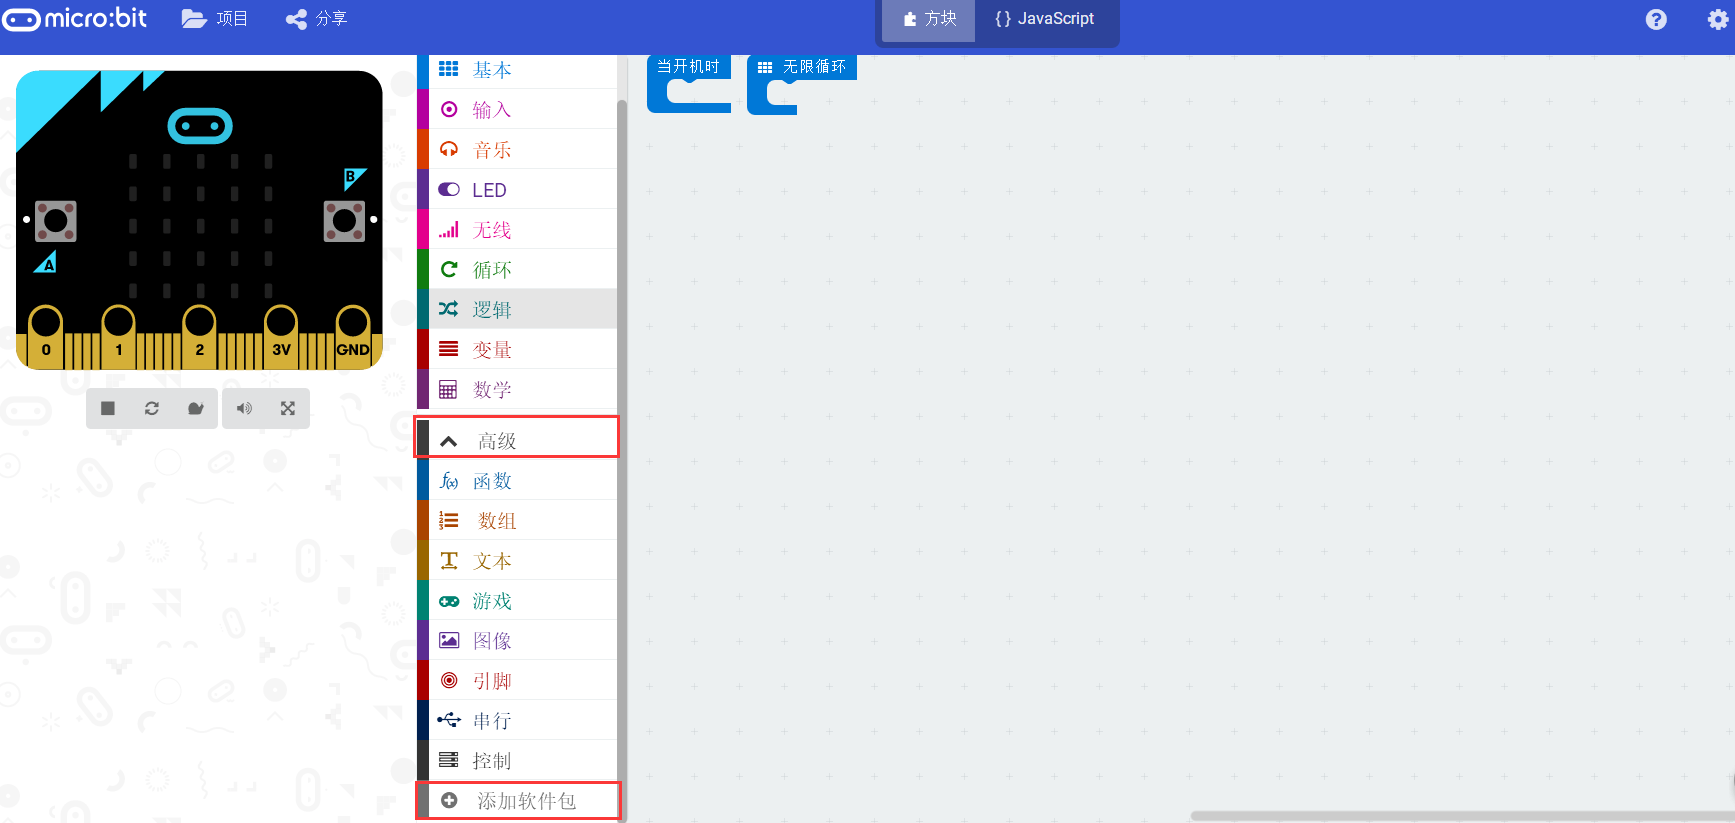 micro:bit 项目 分享 方块 {} JavaScript
当开机时 无限循环
基本
输入
音乐
LED
无线
循环
逻辑
变量
数学
高级
函数
数组
文本
游戏
图像
引脚
串行
控制
添加软件包
B
A
0 1 2 3V GND